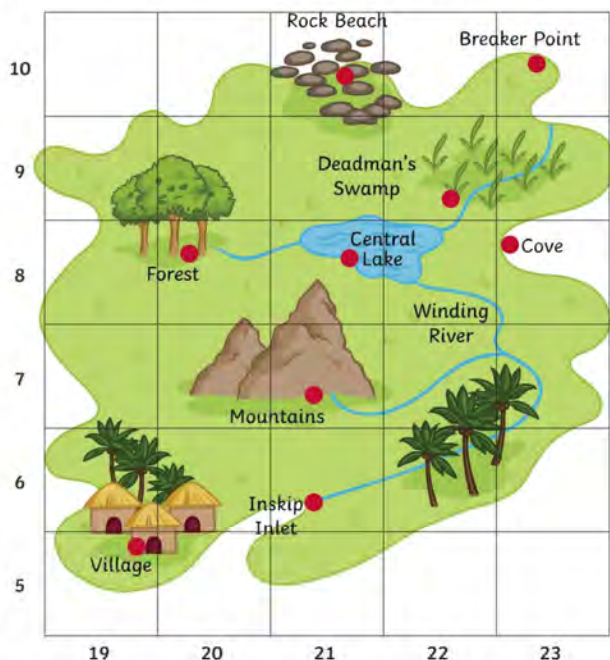 Rock Beach
Breaker Point
10
Deadman's
Swamp
9
Central
Lake
Cove
Forest
8
Winding
River
7
Mountains
6
Inskip
Inlet
Village
5
19 20 21 22 23